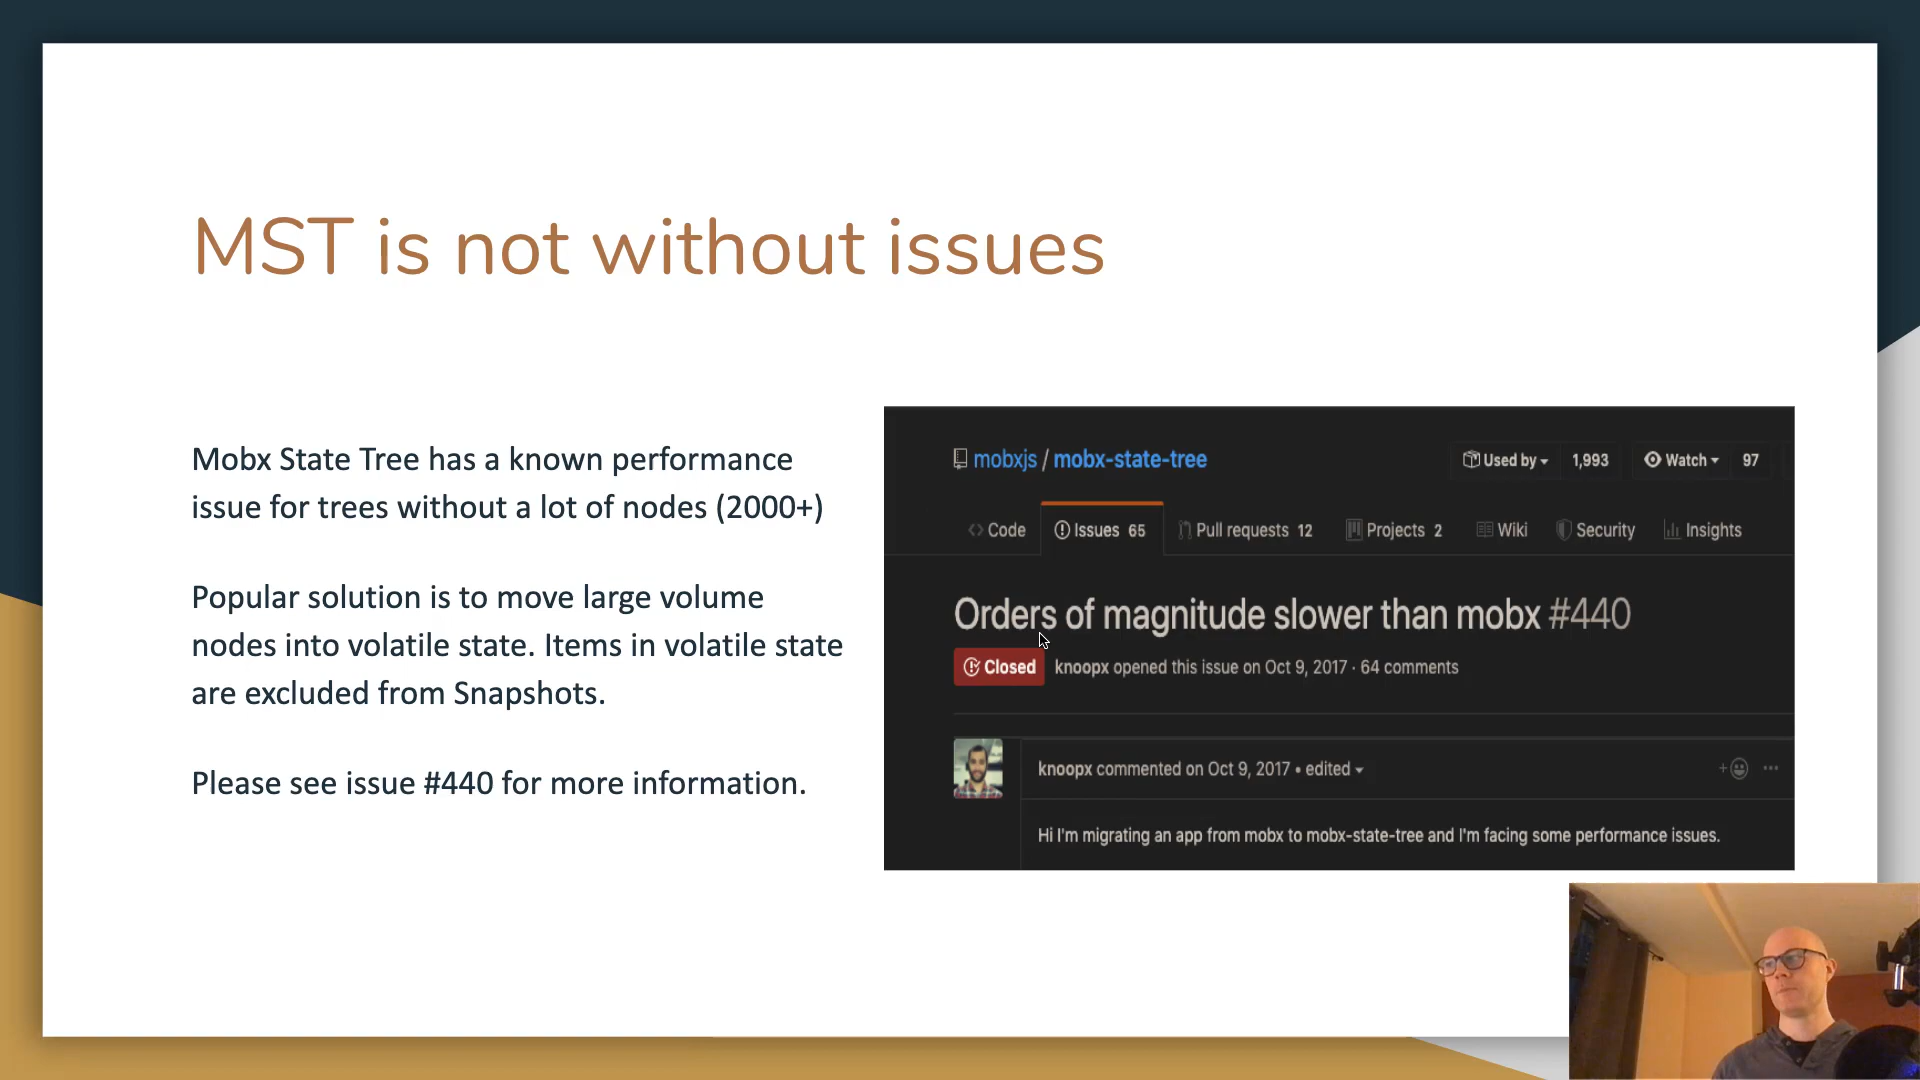 MST is not without issues
Mobx State Tree has a known performance
issue for trees without a lot of nodes (2000+)
Popular solution is to move large volume
nodes into volatile state. Items in volatile state
are excluded from Snapshots.
Please see issue #440 for more information.
mobxjs / mobx-state-tree
Used by 1,993 Watch 97
Code Issues 65 Pull requests 12 Projects 2 Wiki Security Insights
Orders of magnitude slower than mobx #440
Closed knoopx opened this issue on Oct 9, 2017 · 64 comments
knoopx commented on Oct 9, 2017 • edited
Hi I'm migrating an app from mobx to mobx-state-tree and I'm facing some performance issues.